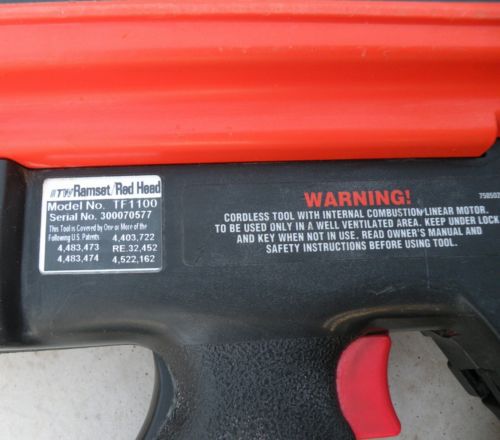 ITW Ramset/Red Head
Model No. TF1100
Serial No. 300070577
This Tool is Covered by One or More of the
Following U.S. Patents 4,403,722
4,483,473 RE.32,452
4,483,474 4,522,162
WARNING!
CORDLESS TOOL WITH INTERNAL COMBUSTION/LINEAR MOTOR.
TO BE USED ONLY IN A WELL VENTILATED AREA. KEEP UNDER LOCK
AND KEY WHEN NOT IN USE. READ OWNER'S MANUAL AND
SAFETY INSTRUCTIONS BEFORE USING TOOL.